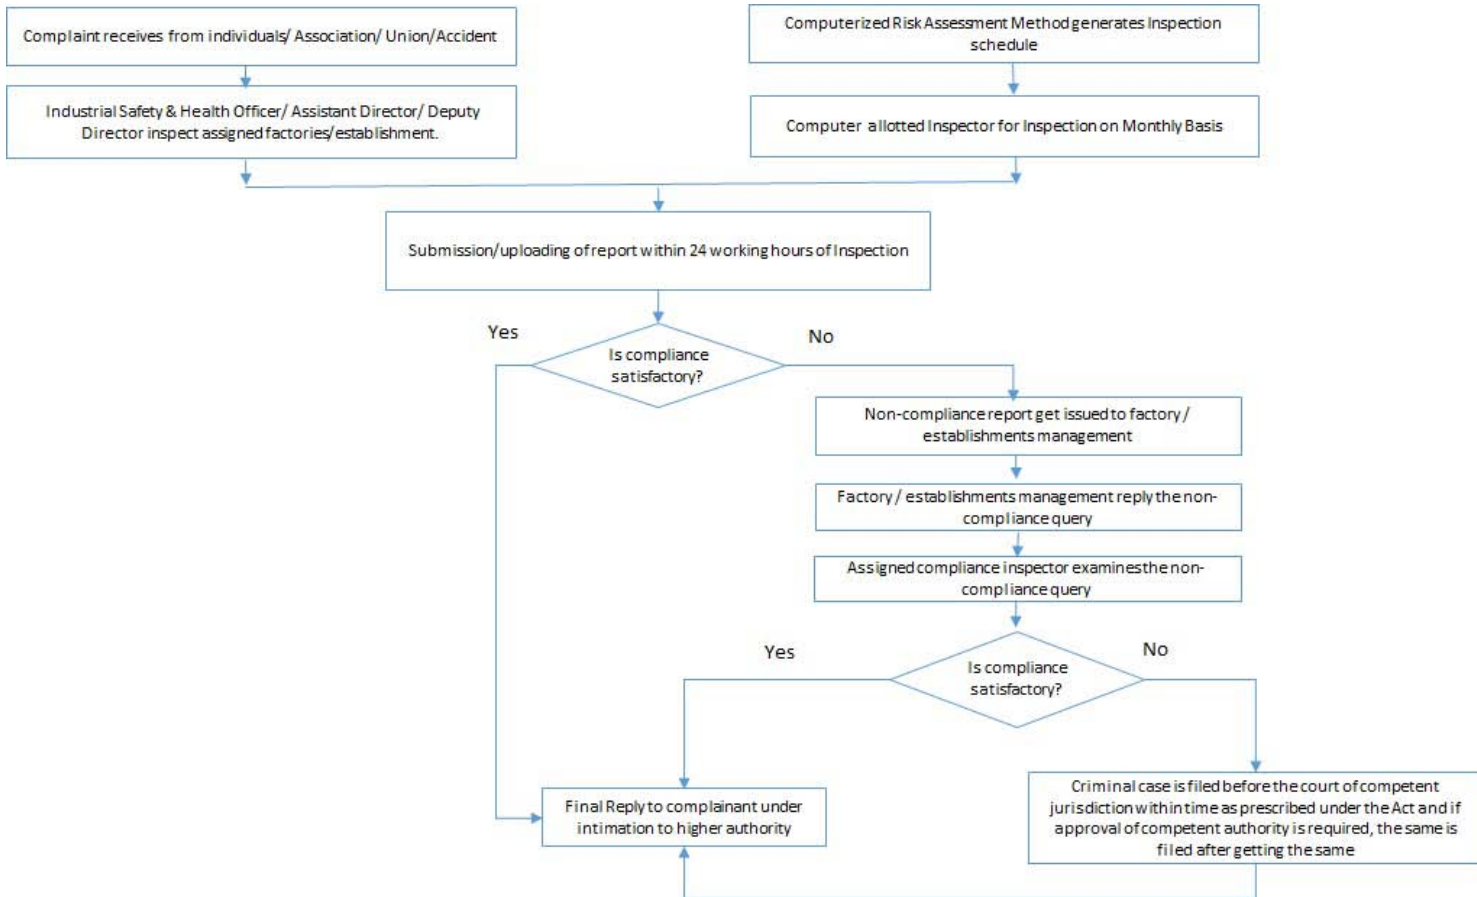 Complaint receives from individuals/ Association/ Union/Accident
Computerized Risk Assessment Method generates Inspection
schedule
Industrial Safety & Health Officer/ Assistant Director/ Deputy
Director inspect assigned factories/establishment.
Computer allotted Inspector for Inspection on Monthly Basis
Submission/uploading of report within 24 working hours of Inspection
Yes
No
Is compliance
satisfactory?
Non-compliance report get issued to factory /
establishments management
Factory / establishments management reply the non-
compliance query
Assigned compliance inspector examines the non-
compliance query
Yes
No
Is compliance
satisfactory?
Final Reply to complainant under
intimation to higher authority
Criminal case is filed before the court of competent
jurisdiction within time as prescribed under the Act and if
approval of competent authority is required, the same is
filed after getting the same